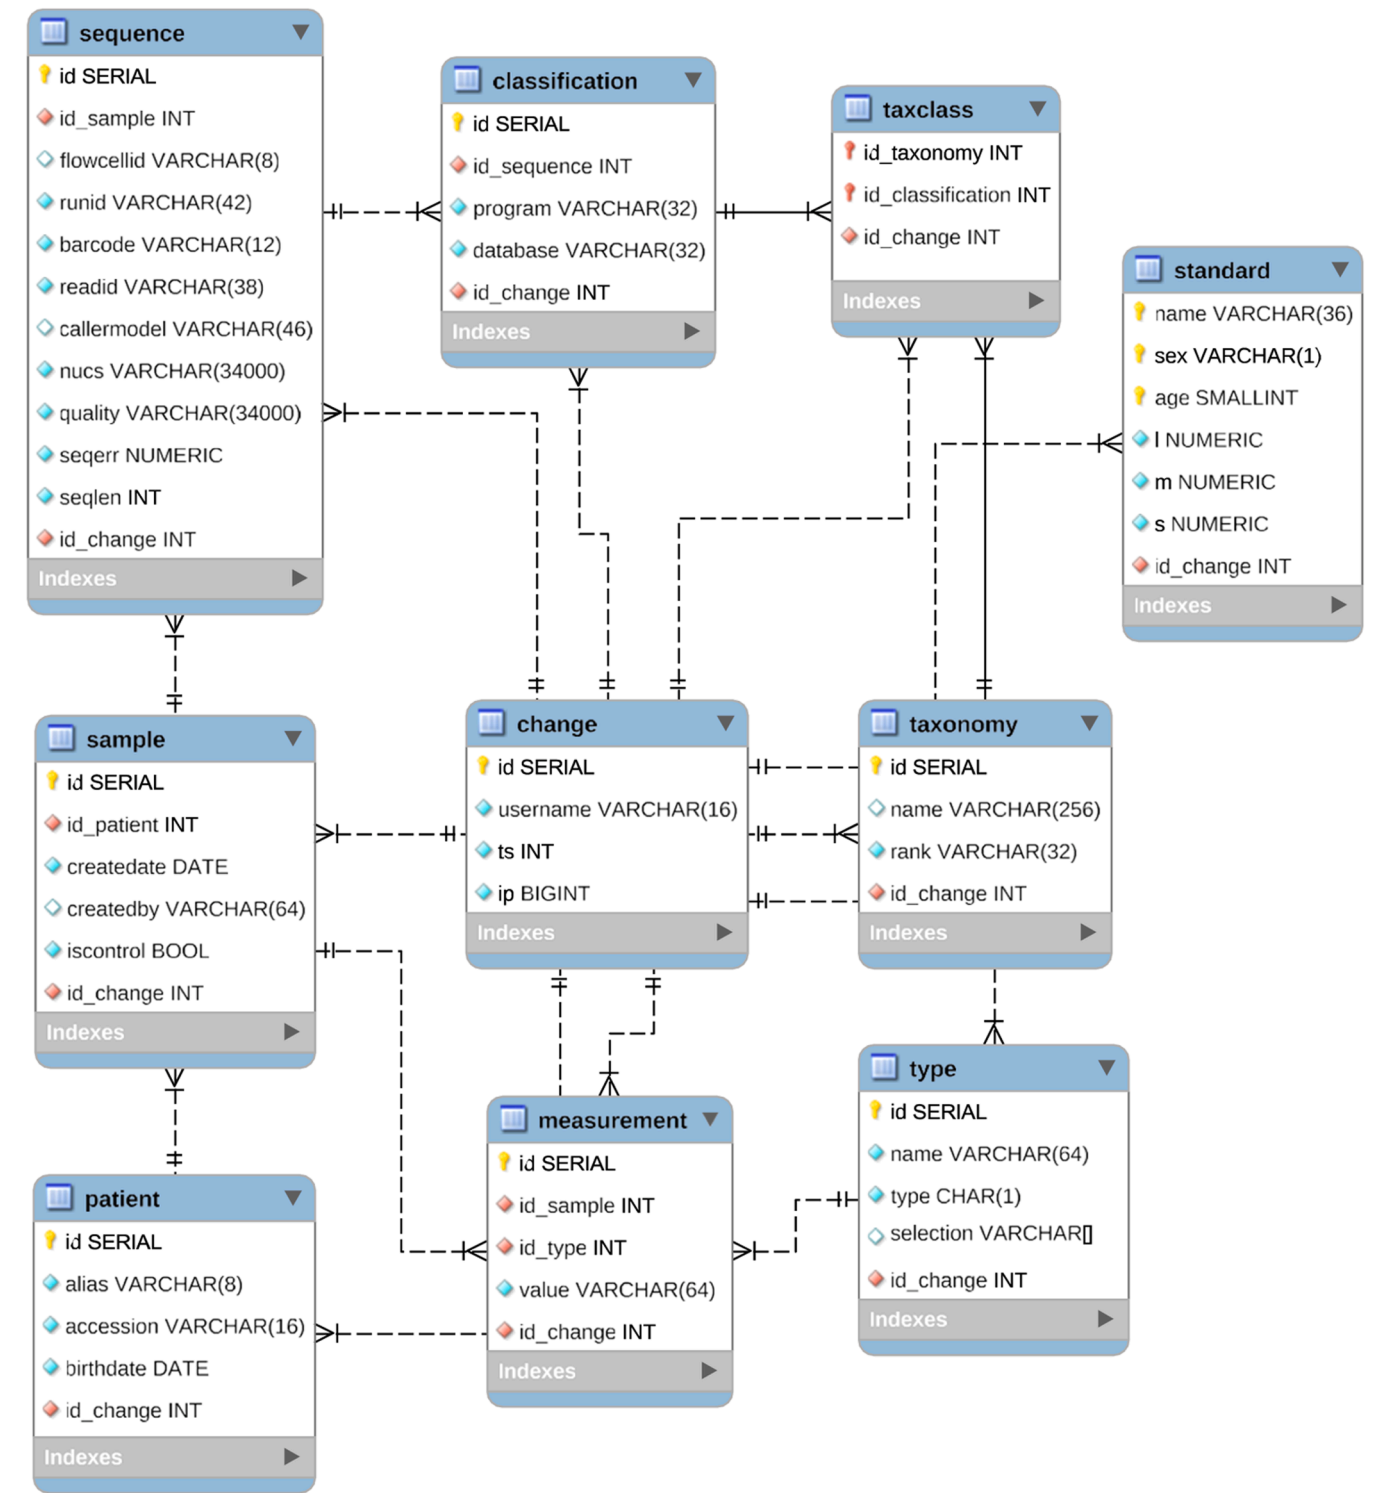 sequence
id SERIAL
id_sample INT
flowcellid VARCHAR(8)
runid VARCHAR(42)
barcode VARCHAR(12)
readid VARCHAR(38)
callermodel VARCHAR(46)
nucs VARCHAR(34000)
quality VARCHAR(34000)
seqerr NUMERIC
seqlen INT
id_change INT
Indexes
classification
id SERIAL
id_sequence INT
program VARCHAR(32)
database VARCHAR(32)
id_change INT
Indexes
taxclass
id_taxonomy INT
id_classification INT
id_change INT
Indexes
standard
name VARCHAR(36)
sex VARCHAR(1)
age SMALLINT
l NUMERIC
m NUMERIC
s NUMERIC
id_change INT
Indexes
sample
id SERIAL
id_patient INT
createdate DATE
createdby VARCHAR(64)
iscontrol BOOL
id_change INT
Indexes
change
id SERIAL
username VARCHAR(16)
ts INT
ip BIGINT
Indexes
taxonomy
id SERIAL
name VARCHAR(256)
rank VARCHAR(32)
id_change INT
Indexes
patient
id SERIAL
alias VARCHAR(8)
accession VARCHAR(16)
birthdate DATE
id_change INT
Indexes
measurement
id SERIAL
id_sample INT
id_type INT
value VARCHAR(64)
id_change INT
Indexes
type
id SERIAL
name VARCHAR(64)
type CHAR(1)
selection VARCHAR[]
id_change INT
Indexes